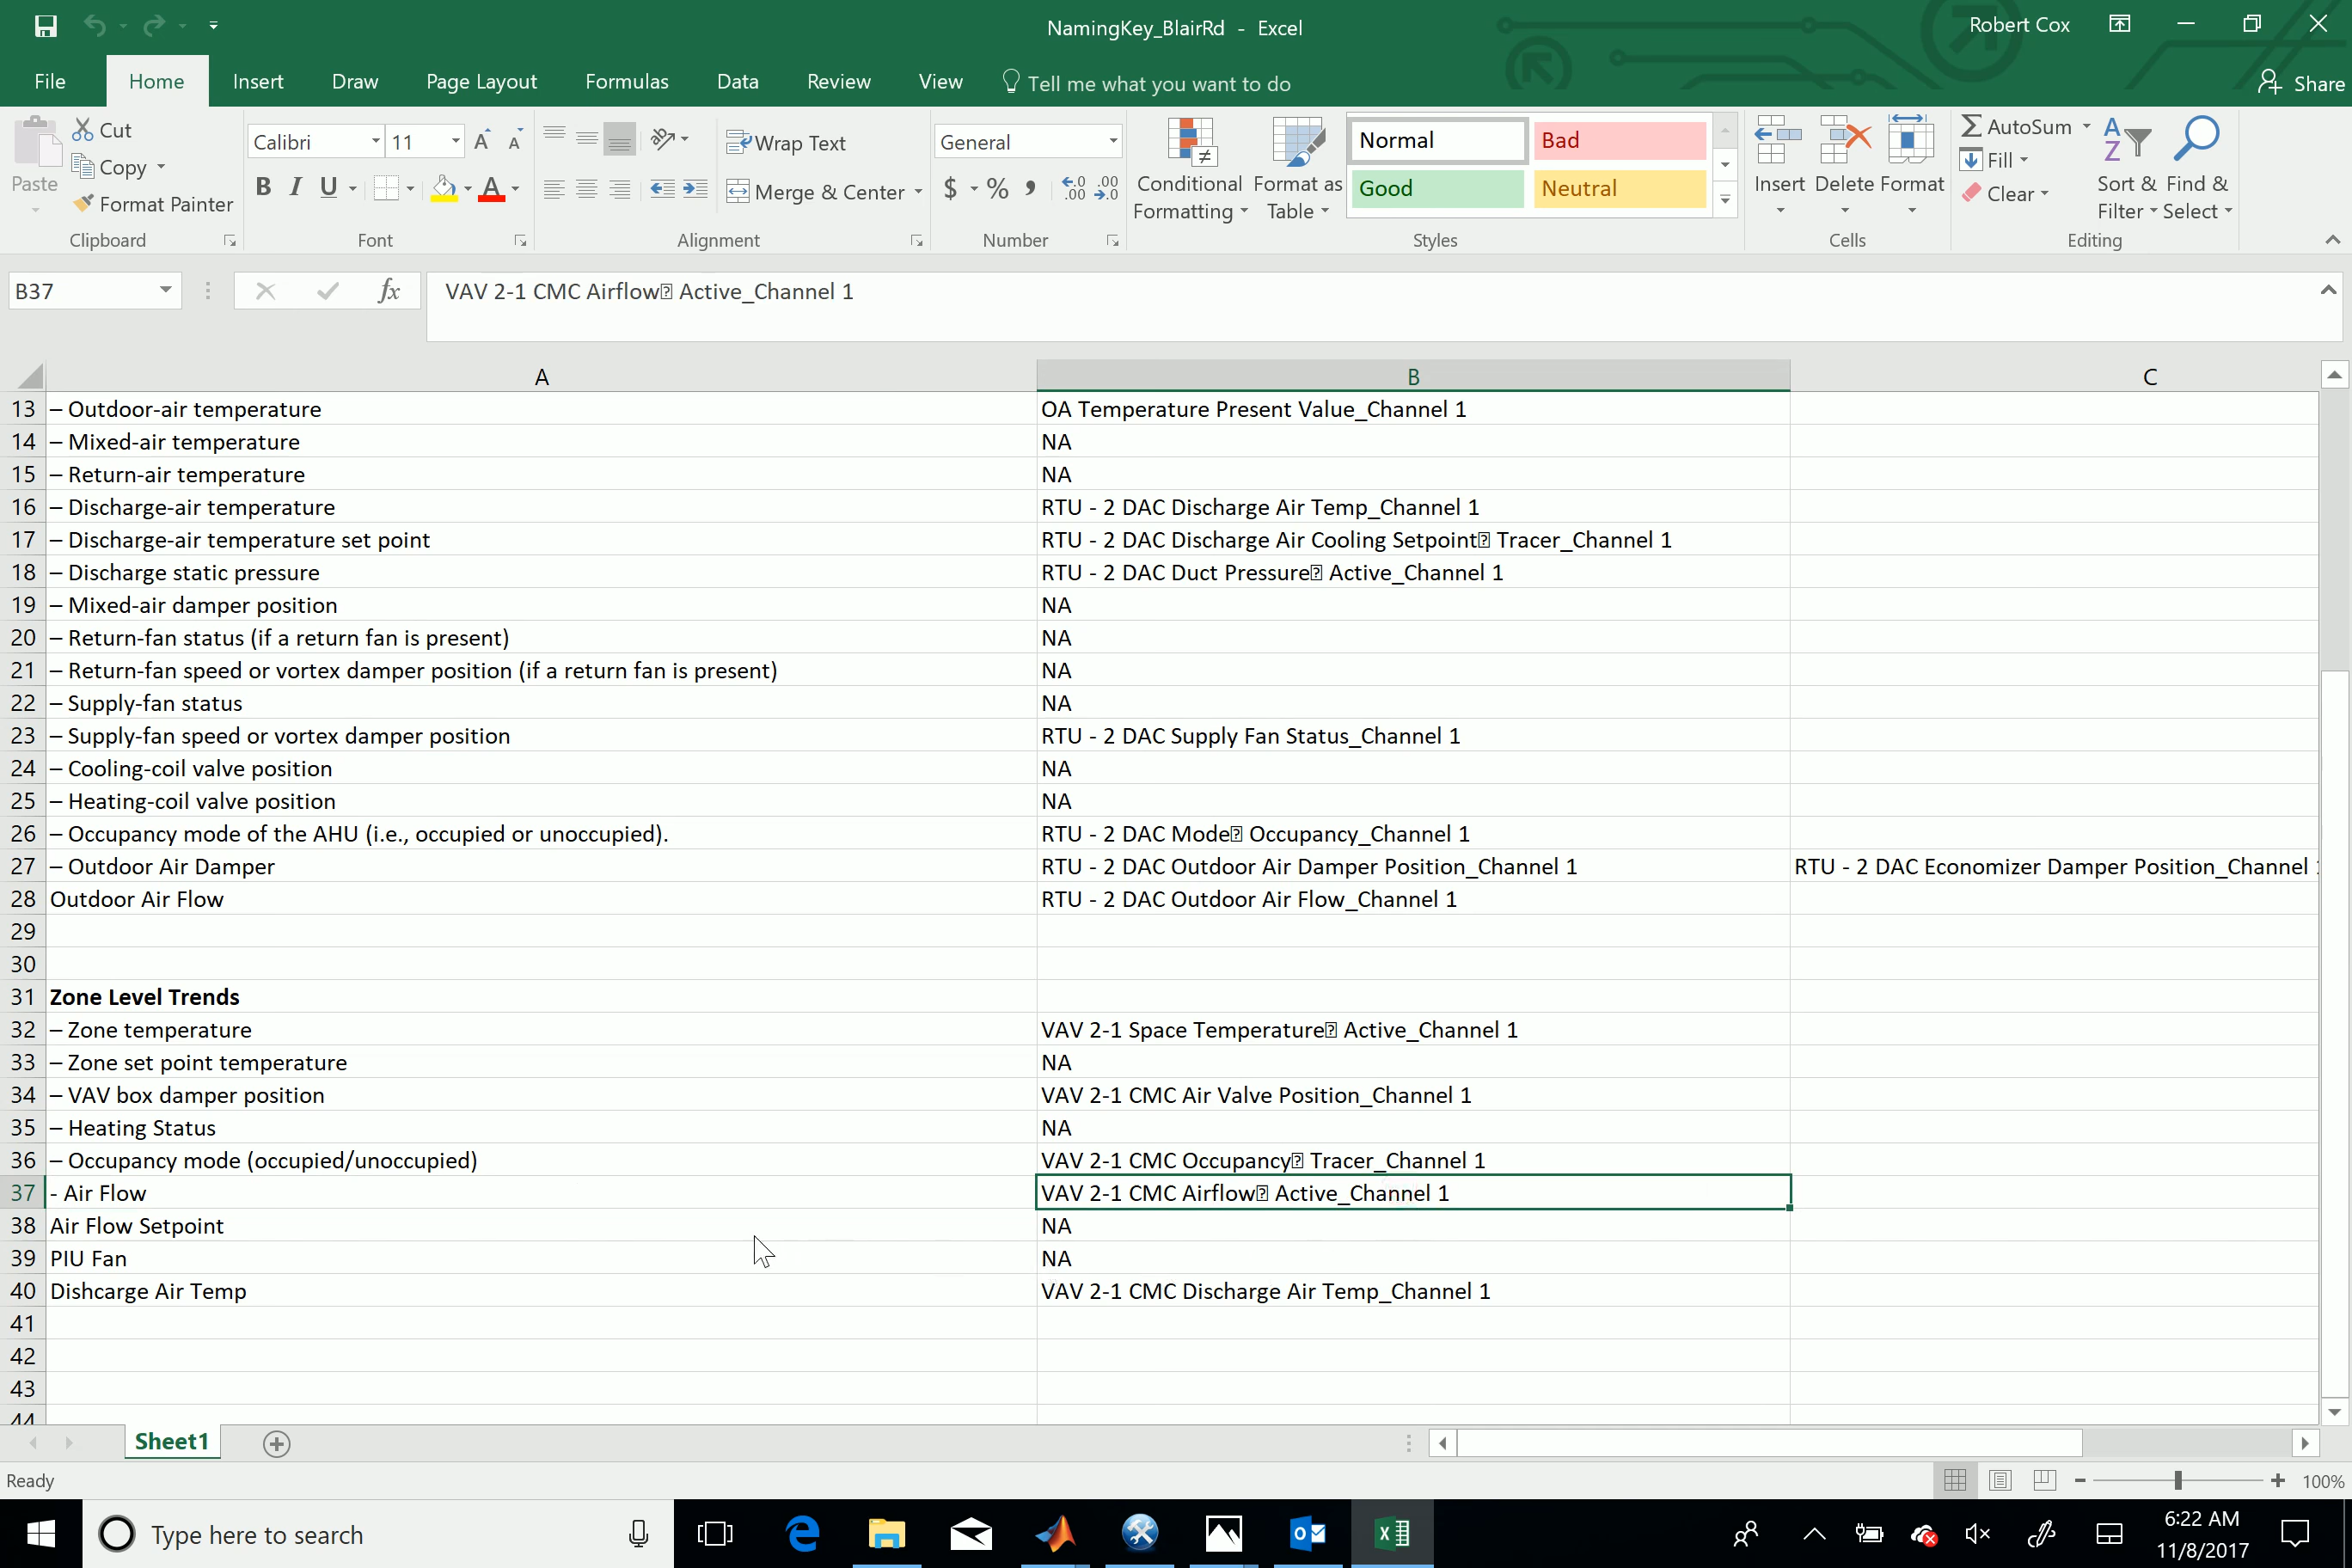 NamingKey_BlairRd - Excel
Robert Cox
File Home Insert Draw Page Layout Formulas Data Review View Tell me what you want to do Share
Paste
Cut
Copy
Format Painter
Clipboard
Calibri 11
B I U
Font
Wrap Text
Merge & Center
Alignment
General
$ % ,
Number
Conditional Formatting
Format as Table
Normal Bad
Good Neutral
Styles
Insert Delete Format
Cells
AutoSum
Fill
Clear
Sort & Filter
Find & Select
Editing
B37
fx
VAV 2-1 CMC Airflow⍰ Active_Channel 1
A B C
13 – Outdoor-air temperature OA Temperature Present Value_Channel 1
14 – Mixed-air temperature NA
15 – Return-air temperature NA
16 – Discharge-air temperature RTU - 2 DAC Discharge Air Temp_Channel 1
17 – Discharge-air temperature set point RTU - 2 DAC Discharge Air Cooling Setpoint⍰ Tracer_Channel 1
18 – Discharge static pressure RTU - 2 DAC Duct Pressure⍰ Active_Channel 1
19 – Mixed-air damper position NA
20 – Return-fan status (if a return fan is present) NA
21 – Return-fan speed or vortex damper position (if a return fan is present) NA
22 – Supply-fan status NA
23 – Supply-fan speed or vortex damper position RTU - 2 DAC Supply Fan Status_Channel 1
24 – Cooling-coil valve position NA
25 – Heating-coil valve position NA
26 – Occupancy mode of the AHU (i.e., occupied or unoccupied). RTU - 2 DAC Mode⍰ Occupancy_Channel 1
27 – Outdoor Air Damper RTU - 2 DAC Outdoor Air Damper Position_Channel 1 RTU - 2 DAC Economizer Damper Position_Channel
28 Outdoor Air Flow RTU - 2 DAC Outdoor Air Flow_Channel 1
29
30
31 Zone Level Trends
32 – Zone temperature VAV 2-1 Space Temperature⍰ Active_Channel 1
33 – Zone set point temperature NA
34 – VAV box damper position VAV 2-1 CMC Air Valve Position_Channel 1
35 – Heating Status NA
36 – Occupancy mode (occupied/unoccupied) VAV 2-1 CMC Occupancy⍰ Tracer_Channel 1
37 - Air Flow VAV 2-1 CMC Airflow⍰ Active_Channel 1
38 Air Flow Setpoint NA
39 PIU Fan NA
40 Dishcarge Air Temp VAV 2-1 CMC Discharge Air Temp_Channel 1
41
42
43
44
Sheet1
Ready
100%
Type here to search
6:22 AM
11/8/2017